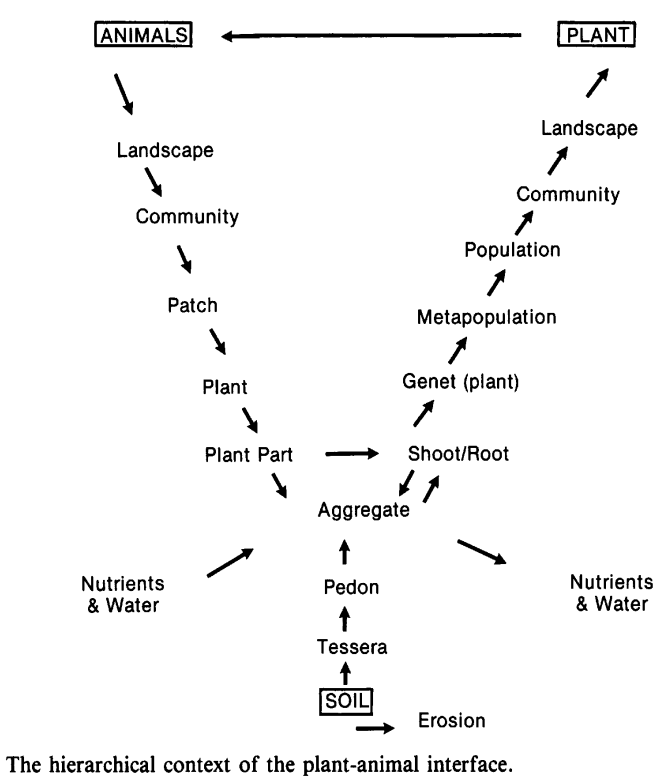 ANIMALS
PLANT
Landscape
Landscape
Community
Community
Population
Patch
Metapopulation
Plant
Genet (plant)
Plant Part
Shoot/Root
Aggregate
Nutrients
& Water
Pedon
Nutrients
& Water
Tessera
SOIL
Erosion
The hierarchical context of the plant-animal interface.